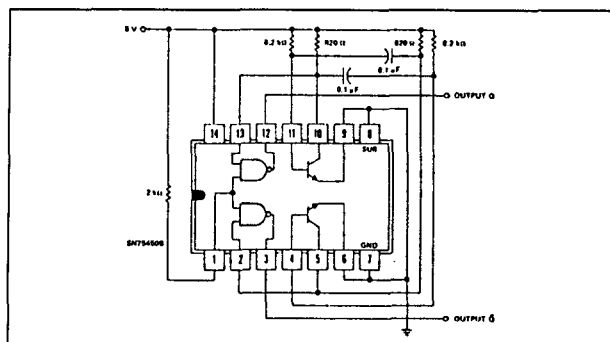 5 V
8.2 kΩ
820 Ω
820 Ω
8.2 kΩ
0.1 µF
0.1 µF
OUTPUT Q
14 13 12 11 10 9 8
SUB
2 kΩ
SN75450B
GND
1 2 3 4 5 6 7
OUTPUT Q̄